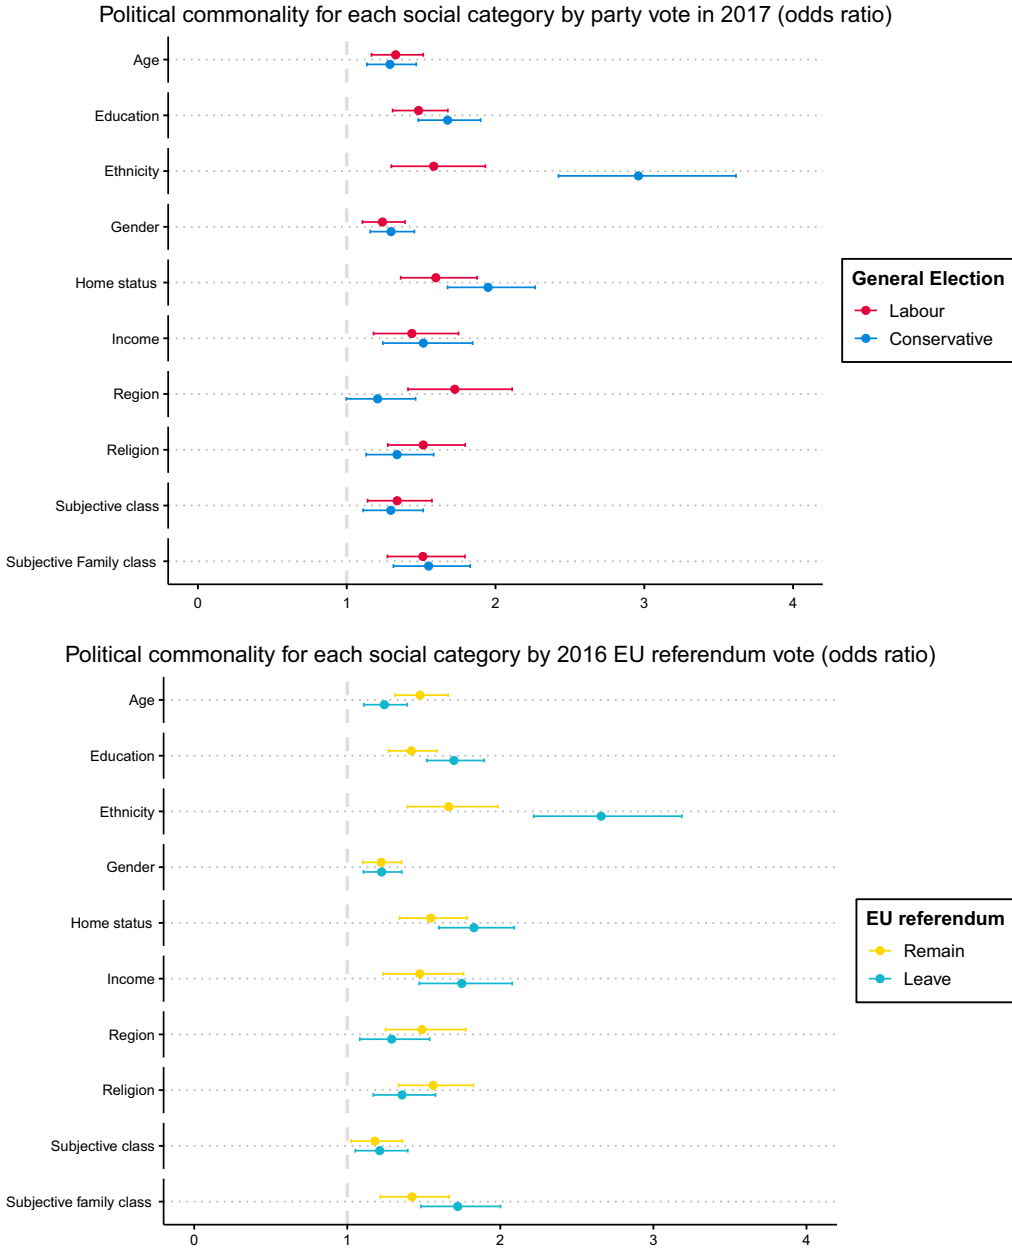 Political commonality for each social category by party vote in 2017 (odds ratio)
Age
Education
Ethnicity
Gender
Home status
Income
Region
Religion
Subjective class
Subjective Family class
0 1 2 3 4
General Election
Labour
Conservative
Political commonality for each social category by 2016 EU referendum vote (odds ratio)
Age
Education
Ethnicity
Gender
Home status
Income
Region
Religion
Subjective class
Subjective family class
0 1 2 3 4
EU referendum
Remain
Leave